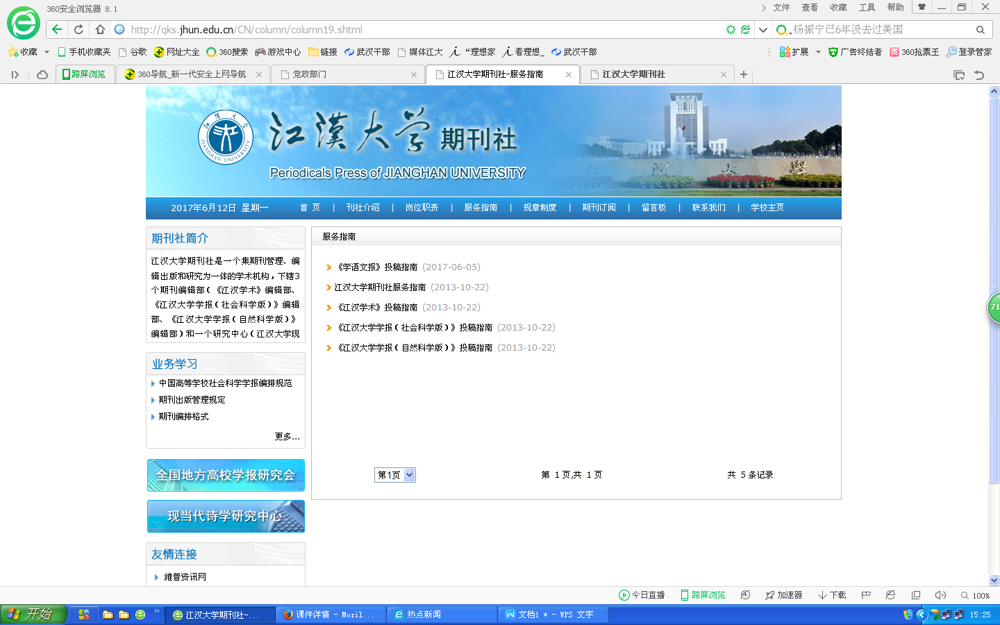 360安全浏览器 8.1
文件 查看 收藏 工具 帮助
http://qks.jhun.edu.cn/CN/column/column19.shtml
杨振宁已6年没去过美国
收藏 手机收藏夹 谷歌 网址大全 360搜索 游戏中心 链接 武汉干部 媒体江大 “理想家 看理想_ 武汉干部 扩展 广告终结者 360抢票王 登录管家
跨屏浏览 360导航_新一代安全上网导航 党政部门 江汉大学期刊社-服务指南 江汉大学期刊社
江漢大学 期刊社
JIANGHAN UNIVERSITY
Periodicals Press of JIANGHAN UNIVERSITY
2017年6月12日 星期一 首 页 | 刊社介绍 | 岗位职责 | 服务指南 | 规章制度 | 期刊订阅 | 留言板 | 联系我们 | 学校主页
期刊社简介
江汉大学期刊社是一个集期刊管理、编
辑出版和研究为一体的学术机构，下辖3
个期刊编辑部（《江汉学术》编辑部、
《江汉大学学报（社会科学版）》编辑
部、《江汉大学学报（自然科学版）》
编辑部）和一个研究中心（江汉大学现
业务学习
中国高等学校社会科学学报编排规范
期刊出版管理规定
期刊编排格式
更多...
全国地方高校学报研究会
现当代诗学研究中心
友情连接
维普资讯网
服务指南
《学语文报》投稿指南 (2017-06-05)
江汉大学期刊社服务指南 (2013-10-22)
《江汉学术》投稿指南 (2013-10-22)
《江汉大学学报（社会科学版）》投稿指南 (2013-10-22)
《江汉大学学报（自然科学版）》投稿指南 (2013-10-22)
第1页 第 1 页,共 1 页 共 5 条记录
71
今日直播 跨屏浏览 加速器 下载 100%
开始 江汉大学期刊社-... 课件详情 - Mozil... 热点新闻 文档1 * - WPS 文字 15:25